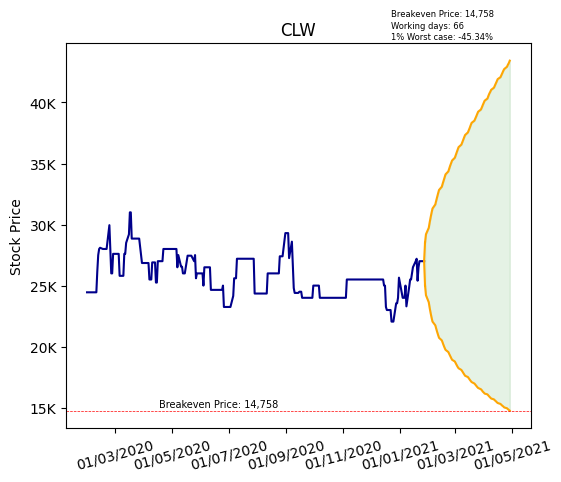 Breakeven Price: 14,758
Working days: 66
1% Worst case: -45.34%
CLW
Stock Price
40K
35K
30K
25K
20K
15K
Breakeven Price: 14,758
01/03/2020
01/05/2020
01/07/2020
01/09/2020
01/11/2020
01/01/2021
01/03/2021
01/05/2021